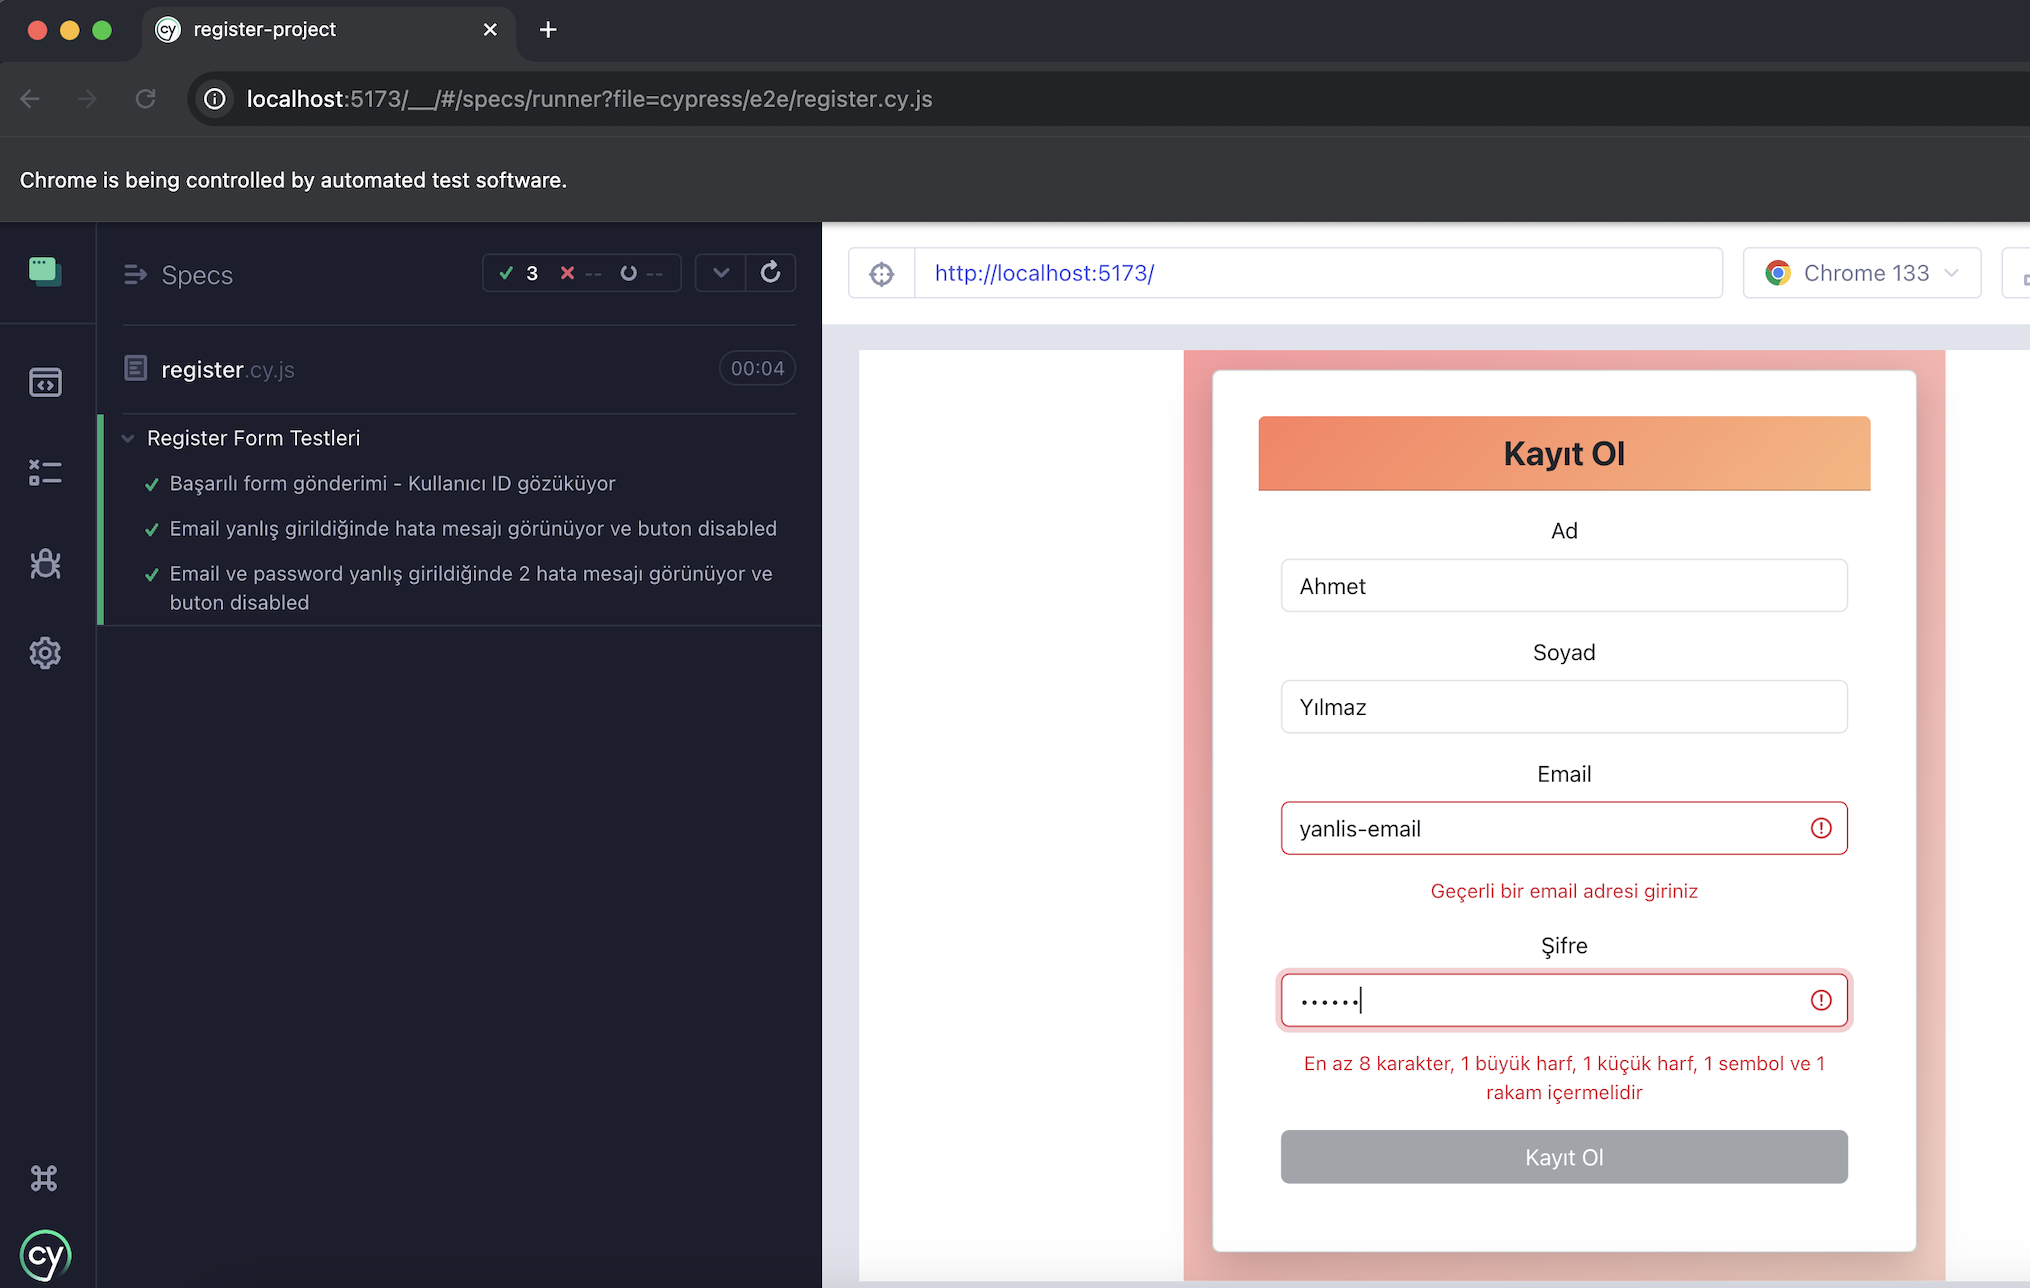 register-project
localhost:5173/__/#/specs/runner?file=cypress/e2e/register.cy.js
Chrome is being controlled by automated test software.
Specs
3 -- --
http://localhost:5173/
Chrome 133
register.cy.js
00:04
Register Form Testleri
Başarılı form gönderimi - Kullanıcı ID gözüküyor
Email yanlış girildiğinde hata mesajı görünüyor ve buton disabled
Email ve password yanlış girildiğinde 2 hata mesajı görünüyor ve
buton disabled
Kayıt Ol
Ad
Ahmet
Soyad
Yılmaz
Email
yanlis-email
Geçerli bir email adresi giriniz
Şifre
••••••
En az 8 karakter, 1 büyük harf, 1 küçük harf, 1 sembol ve 1
rakam içermelidir
Kayıt Ol
cy